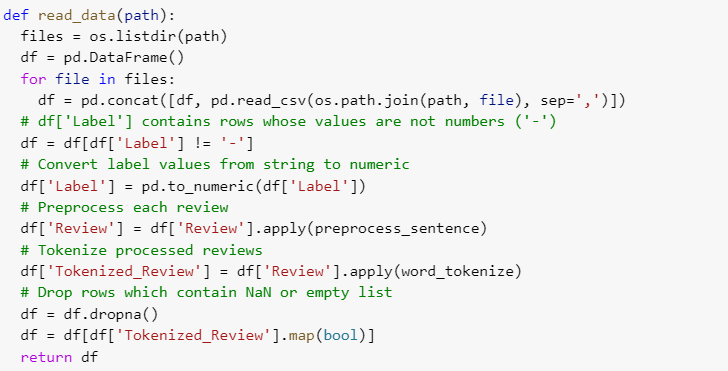 def read_data(path):
  files = os.listdir(path)
  df = pd.DataFrame()
  for file in files:
    df = pd.concat([df, pd.read_csv(os.path.join(path, file), sep=',')])
  # df['Label'] contains rows whose values are not numbers ('-')
  df = df[df['Label'] != '-']
  # Convert label values from string to numeric
  df['Label'] = pd.to_numeric(df['Label'])
  # Preprocess each review
  df['Review'] = df['Review'].apply(preprocess_sentence)
  # Tokenize processed reviews
  df['Tokenized_Review'] = df['Review'].apply(word_tokenize)
  # Drop rows which contain NaN or empty list
  df = df.dropna()
  df = df[df['Tokenized_Review'].map(bool)]
  return df